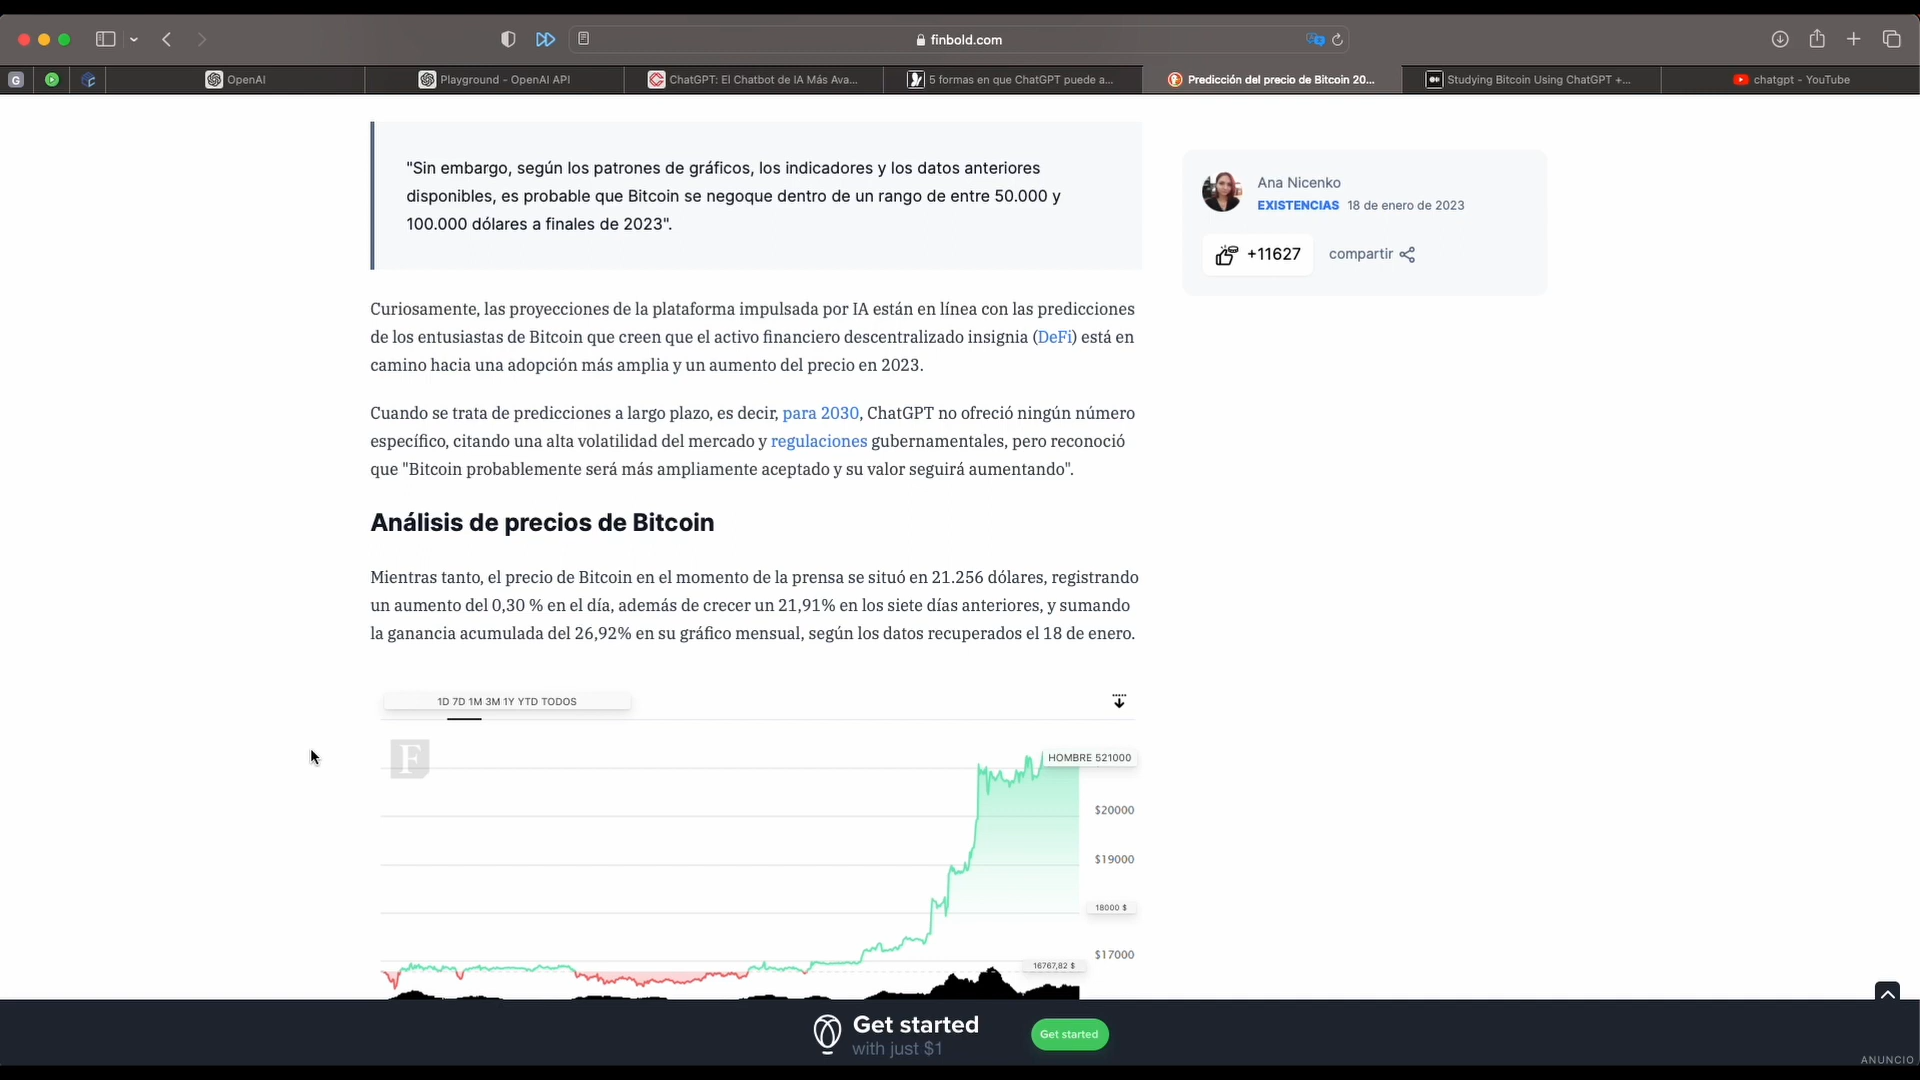 finbold.com
G
OpenAI
Playground - OpenAI API
ChatGPT: El Chatbot de IA Más Ava...
5 formas en que ChatGPT puede a...
Predicción del precio de Bitcoin 20...
Studying Bitcoin Using ChatGPT +...
chatgpt - YouTube
"Sin embargo, según los patrones de gráficos, los indicadores y los datos anteriores
disponibles, es probable que Bitcoin se negoque dentro de un rango de entre 50.000 y
100.000 dólares a finales de 2023".
Ana Nicenko
EXISTENCIAS 18 de enero de 2023
+11627 compartir
Curiosamente, las proyecciones de la plataforma impulsada por IA están en línea con las predicciones
de los entusiastas de Bitcoin que creen que el activo financiero descentralizado insignia (DeFi) está en
camino hacia una adopción más amplia y un aumento del precio en 2023.
Cuando se trata de predicciones a largo plazo, es decir, para 2030, ChatGPT no ofreció ningún número
específico, citando una alta volatilidad del mercado y regulaciones gubernamentales, pero reconoció
que "Bitcoin probablemente será más ampliamente aceptado y su valor seguirá aumentando".
Análisis de precios de Bitcoin
Mientras tanto, el precio de Bitcoin en el momento de la prensa se situó en 21.256 dólares, registrando
un aumento del 0,30 % en el día, además de crecer un 21,91% en los siete días anteriores, y sumando
la ganancia acumulada del 26,92% en su gráfico mensual, según los datos recuperados el 18 de enero.
1D 7D 1M 3M 1Y YTD TODOS
F
HOMBRE 521000
$20000
$19000
18000 $
$17000
16767,82 $
Get started
with just $1
Get started
ANUNCIO